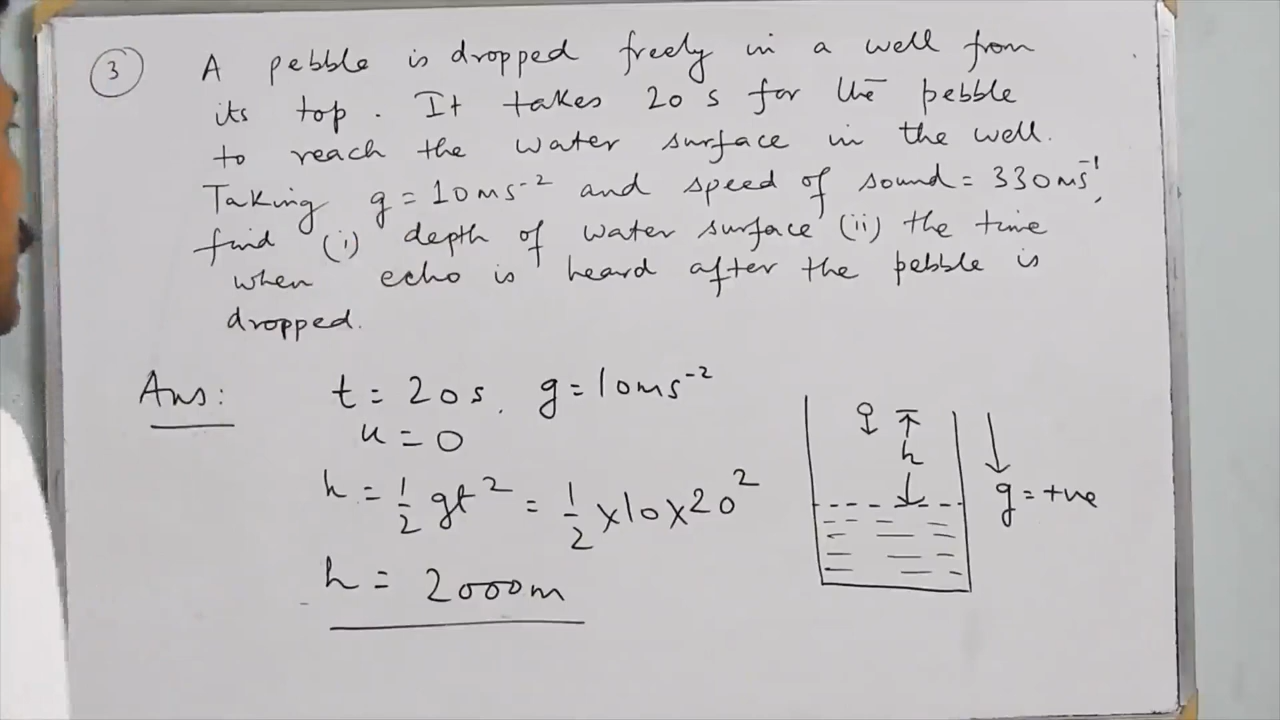 3
A pebble is dropped freely in a well from
its top. It takes 20 s for the pebble
to reach the water surface in the well.
Taking g = 10 ms⁻² and speed of sound = 330 ms⁻¹,
find (i) depth of water surface (ii) the time
when echo is heard after the pebble is
dropped.
Ans: t = 20 s, g = 10 ms⁻²
u = 0
h = 1/2 gt² = 1/2 × 10 × 20²
h = 2000m
h
g = +ve